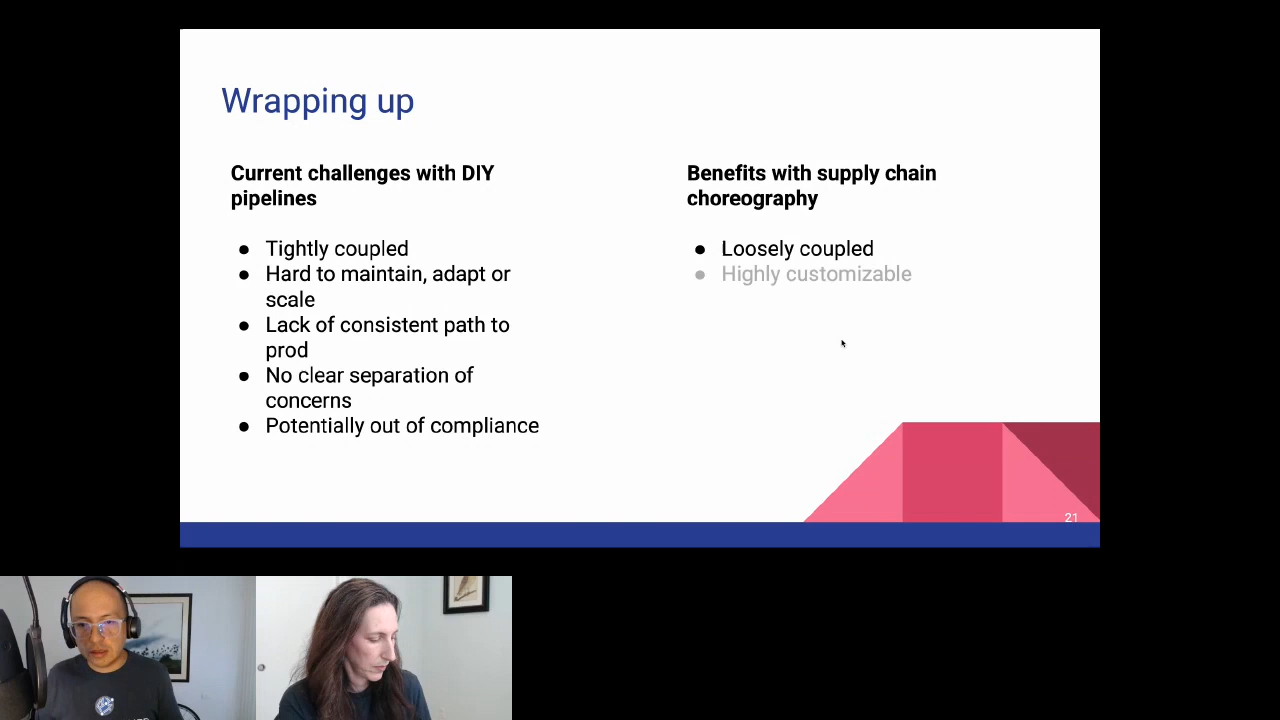 Wrapping up
Current challenges with DIY
pipelines
● Tightly coupled
● Hard to maintain, adapt or
scale
● Lack of consistent path to
prod
● No clear separation of
concerns
● Potentially out of compliance
Benefits with supply chain
choreography
● Loosely coupled
● Highly customizable
21